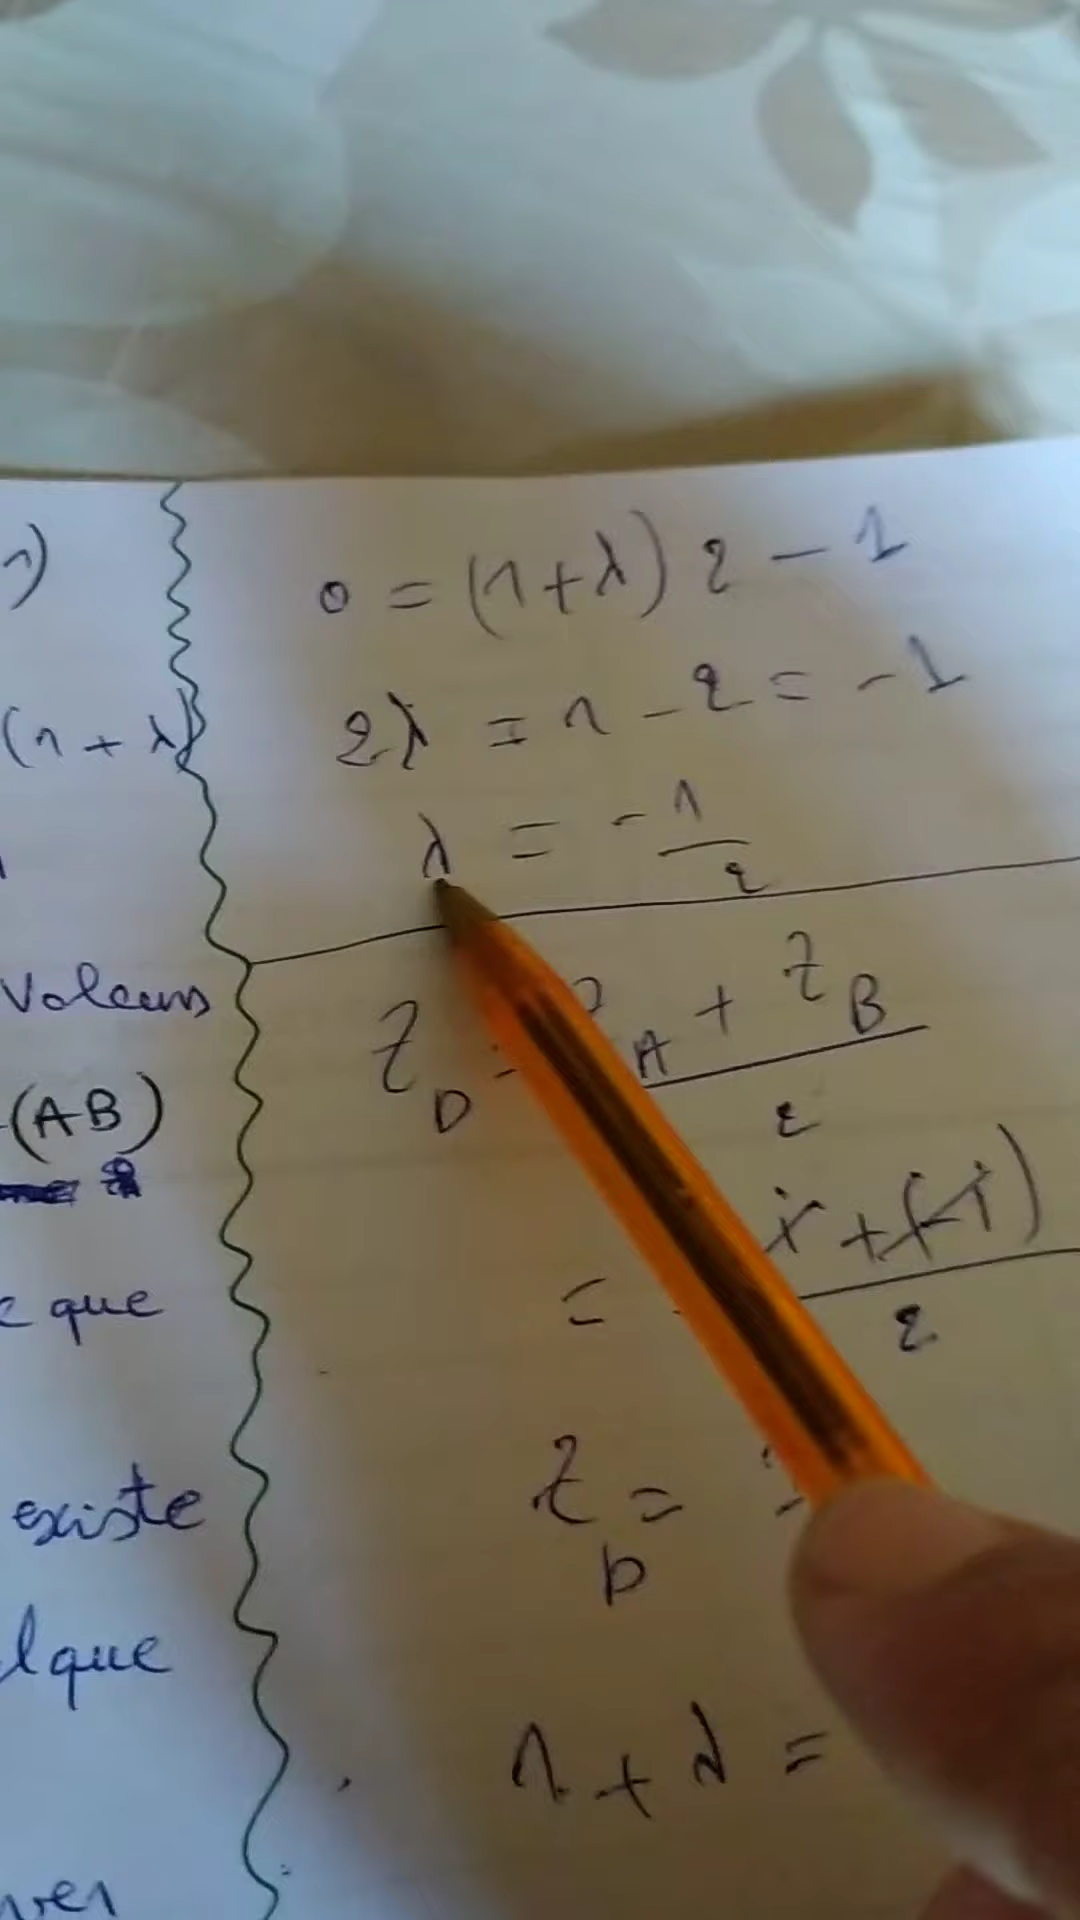 1)
(1 + λ)
Valeurs
(AB)
que
existe
que
0 = (1+λ) 2 - 1
2λ = 1 - 2 = -1
λ = -1/2
Z_D = Z_A + Z_B
2
= i + (-i)
2
Z_D =
1 + λ =